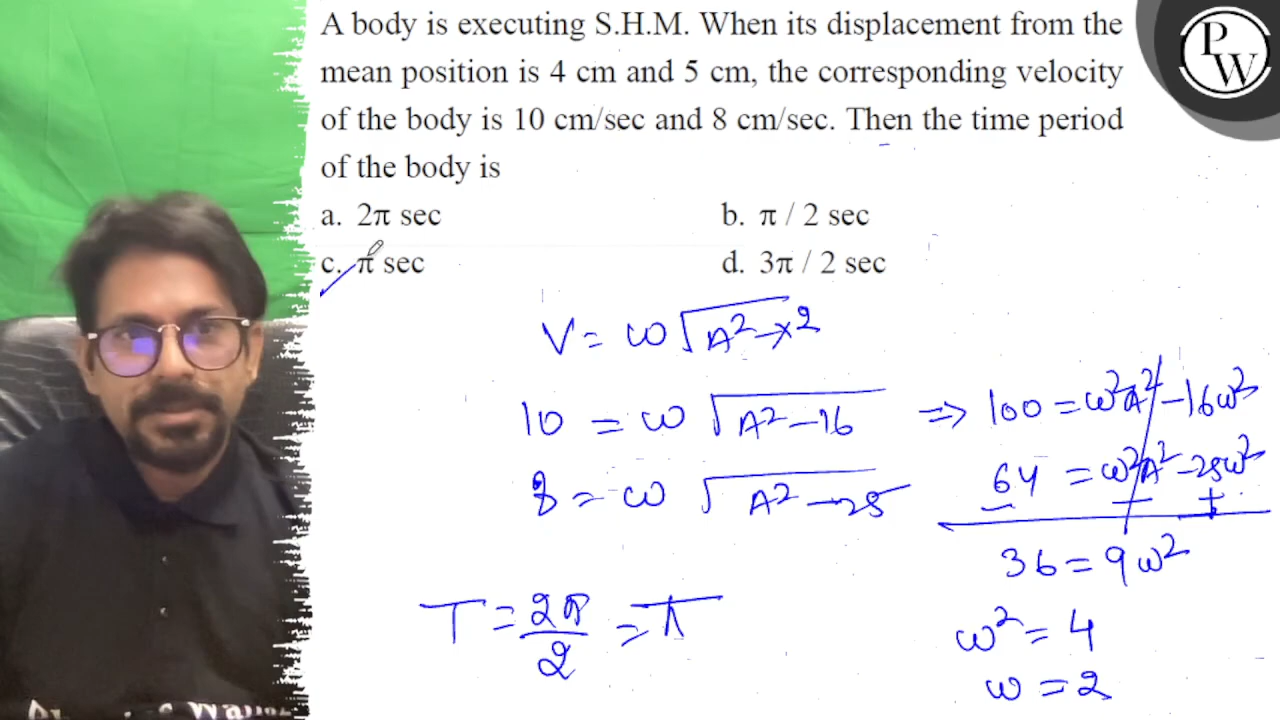 A body is executing S.H.M. When its displacement from the
mean position is 4 cm and 5 cm, the corresponding velocity
of the body is 10 cm/sec and 8 cm/sec. Then the time period
of the body is
a. 2π sec
b. π / 2 sec
c. π sec
d. 3π / 2 sec
PW
V = ω √(A² - x²)
10 = ω √(A² - 16) ⇒ 100 = ω²A² - 16ω²
8 = ω √(A² - 25)
64 = ω²A² - 25ω²
- - +
36 = 9ω²
T = 2π/2 = π
ω² = 4
ω = 2